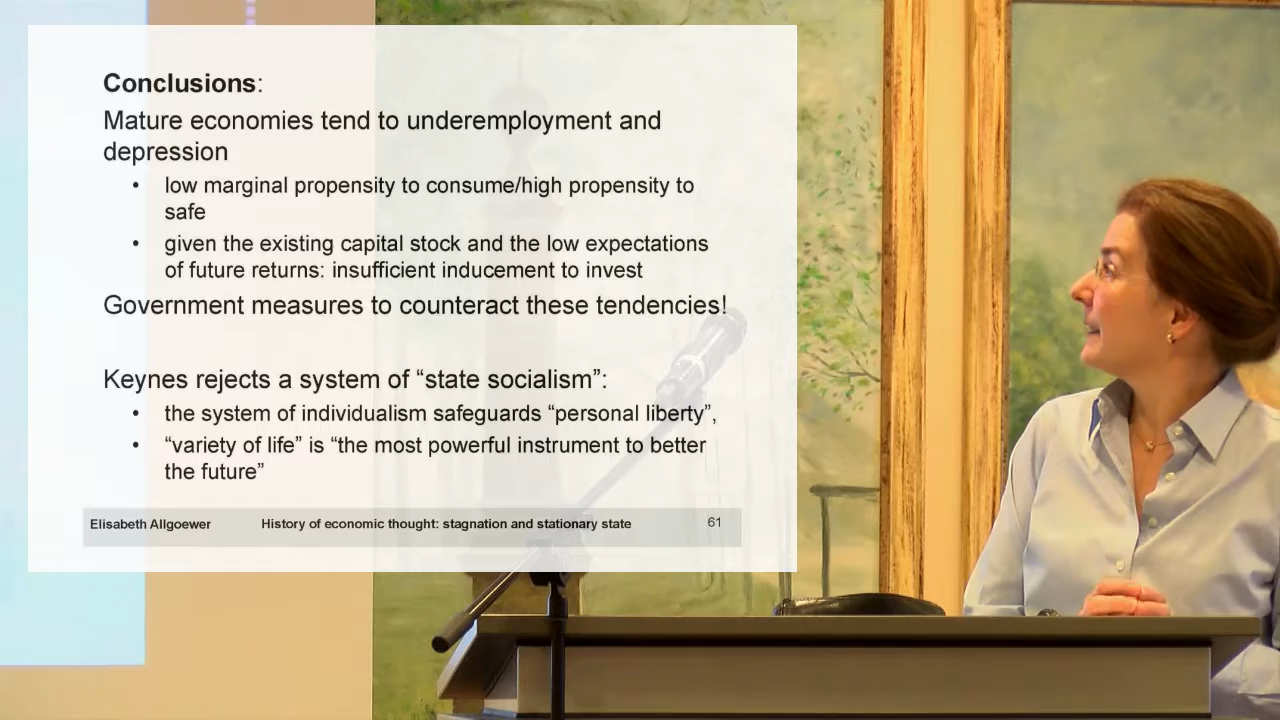 Conclusions:
Mature economies tend to underemployment and
depression
• low marginal propensity to consume/high propensity to
safe
• given the existing capital stock and the low expectations
of future returns: insufficient inducement to invest
Government measures to counteract these tendencies!
Keynes rejects a system of “state socialism”:
• the system of individualism safeguards “personal liberty”,
• “variety of life” is “the most powerful instrument to better
the future”
Elisabeth Allgoewer History of economic thought: stagnation and stationary state 61